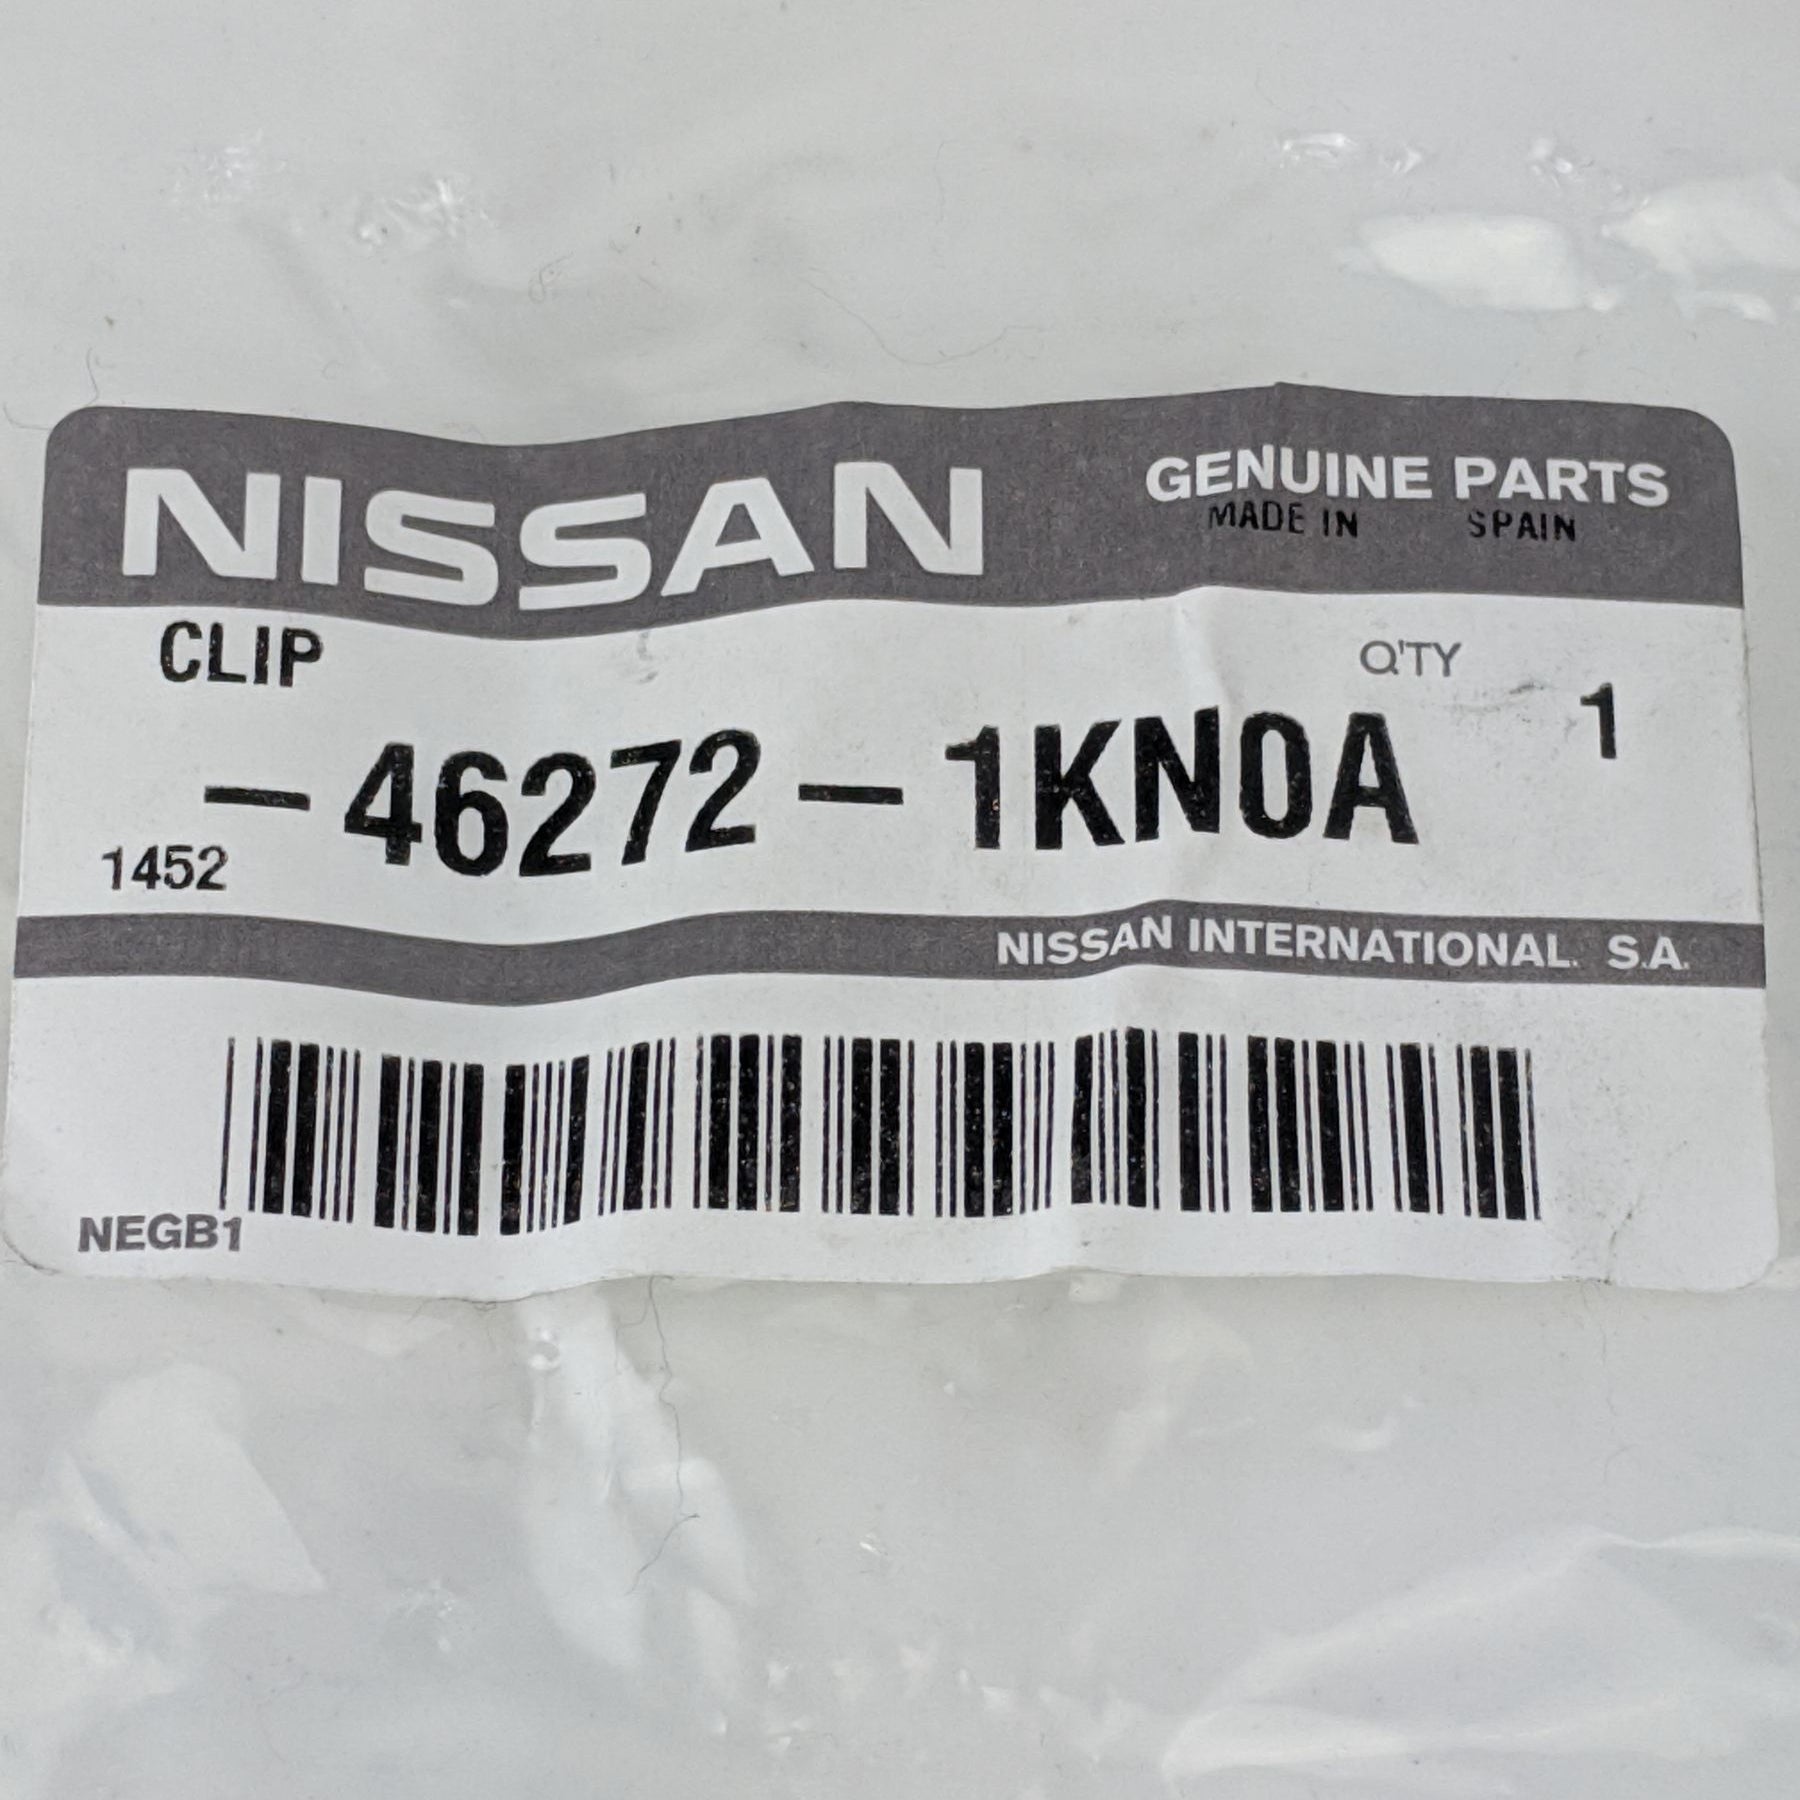 NISSAN
GENUINE PARTS
MADE IN SPAIN
CLIP
Q'TY
1
-46272-1KN0A
1452
NISSAN INTERNATIONAL. S.A.
NEGB1